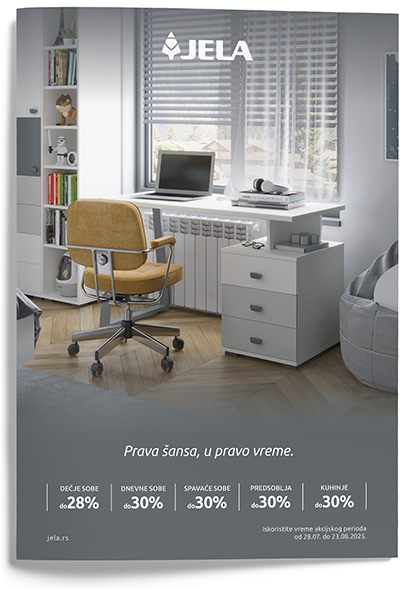 JELA
Prava šansa, u pravo vreme.
DEČJE SOBE
do28%
DNEVNE SOBE
do30%
SPAVAĆE SOBE
do30%
PREDSOBLJA
do30%
KUHINJE
do30%
Iskoristite vreme akcijskog perioda
od 28.07. do 23.08.2025.
jela.rs